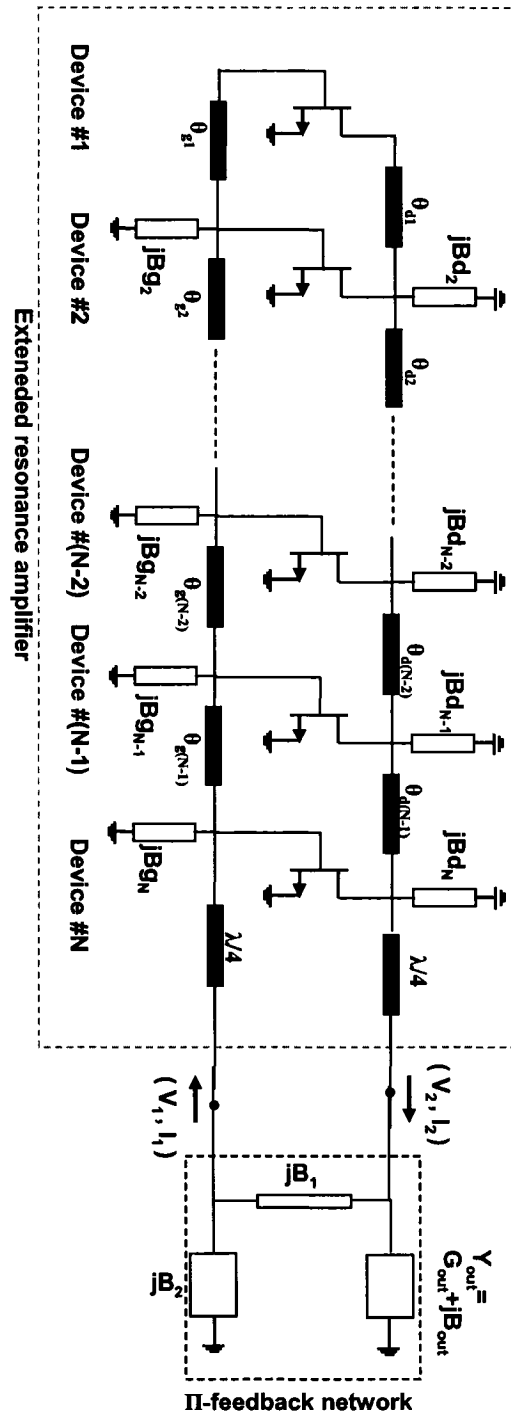 θd1
jBd2
θd2
jBdN-2
θd(N-2)
jBdN-1
θd(N-1)
jBdN
λ/4
(V2, I2)
Yout=
Gout+jBout
jB1
θg1
jBg2
θg2
jBgN-2
θg(N-2)
jBgN-1
θg(N-1)
jBgN
λ/4
(V1, I1)
jB2
Device #1
Device #2
Device #(N-2)
Device #(N-1)
Device #N
Exteneded resonance amplifier
Π-feedback network